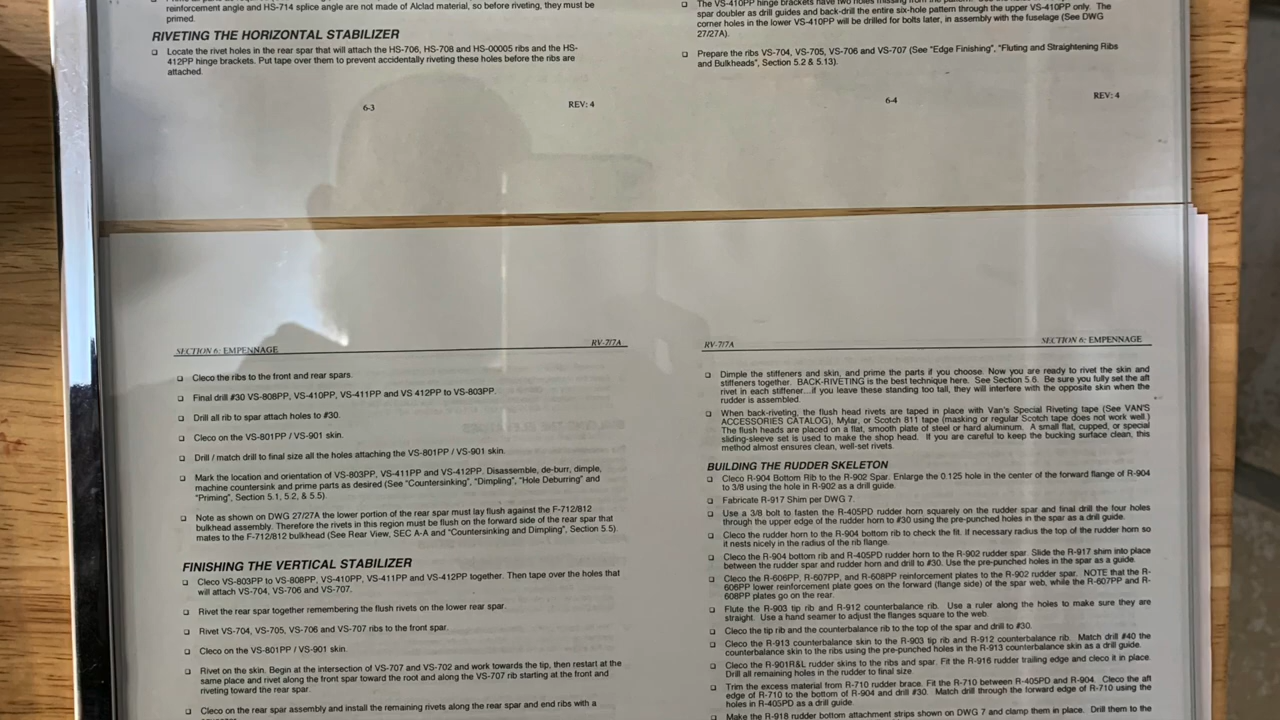 reinforcement angle and HS-714 splice angle are not made of Alclad material, so before riveting, they must be
primed.
RIVETING THE HORIZONTAL STABILIZER
❏ Locate the rivet holes in the rear spar that will attach the HS-706, HS-708 and HS-00005 ribs and the HS-
412PP hinge brackets. Put tape over them to prevent accidentally riveting these holes before the ribs are
attached.
6-3 REV: 4
❏ The VS-410PP hinge brackets have two holes missing from the
spar doubler as drill guides and back-drill the entire six-hole pattern through the upper VS-410PP only. The
corner holes in the lower VS-410PP will be drilled for bolts later, in assembly with the fuselage (See DWG
27/27A).
❏ Prepare the ribs VS-704, VS-705, VS-706 and VS-707 (See "Edge Finishing", "Fluting and Straightening Ribs
and Bulkheads", Section 5.2 & 5.13).
6-4 REV: 4
SECTION 6: EMPENNAGE RV-7/7A
❏ Cleco the ribs to the front and rear spars.
❏ Final drill #30 VS-808PP, VS-410PP, VS-411PP and VS 412PP to VS-803PP.
❏ Drill all rib to spar attach holes to #30.
❏ Cleco on the VS-801PP / VS-901 skin.
❏ Drill / match drill to final size all the holes attaching the VS-801PP / VS-901 skin.
❏ Mark the location and orientation of VS-803PP, VS-411PP and VS-412PP. Disassemble, de-burr, dimple,
machine countersink and prime parts as desired (See "Countersinking", "Dimpling", "Hole Deburring" and
"Priming", Section 5.1, 5.2, & 5.5).
❏ Note as shown on DWG 27/27A the lower portion of the rear spar must lay flush against the F-712/812
bulkhead assembly. Therefore the rivets in this region must be flush on the forward side of the rear spar that
mates to the F-712/812 bulkhead (See Rear View, SEC A-A and "Countersinking and Dimpling", Section 5.5).
FINISHING THE VERTICAL STABILIZER
❏ Cleco VS-803PP to VS-808PP, VS-410PP, VS-411PP and VS-412PP together. Then tape over the holes that
will attach VS-704, VS-706 and VS-707.
❏ Rivet the rear spar together remembering the flush rivets on the lower rear spar.
❏ Rivet VS-704, VS-705, VS-706 and VS-707 ribs to the front spar.
❏ Cleco on the VS-801PP / VS-901 skin.
❏ Rivet on the skin. Begin at the intersection of VS-707 and VS-702 and work towards the tip, then restart at the
same place and rivet along the front spar toward the root and along the VS-707 rib starting at the front and
riveting toward the rear spar.
❏ Cleco on the rear spar assembly and install the remaining rivets along the rear spar and end ribs with a
RV-7/7A SECTION 6: EMPENNAGE
❏ Dimple the stiffeners and skin, and prime the parts if you choose. Now you are ready to rivet the skin and
stiffeners together. BACK-RIVETING is the best technique here. See Section 5.6. Be sure you fully set the aft
rivet in each stiffener...if you leave these standing too tall, they will interfere with the opposite skin when the
rudder is assembled.
❏ When back-riveting, the flush head rivets are taped in place with Van's Special Riveting tape (See VAN'S
ACCESSORIES CATALOG), Mylar, or Scotch 811 tape (masking or regular Scotch tape does not work well.)
The flush heads are placed on a flat, smooth plate of steel or hard aluminum. A small flat, cupped, or special
sliding-sleeve set is used to make the shop head. If you are careful to keep the bucking surface clean, this
method almost ensures clean, well-set rivets.
BUILDING THE RUDDER SKELETON
❏ Cleco R-904 Bottom Rib to the R-902 Spar. Enlarge the 0.125 hole in the center of the forward flange of R-904
to 3/8 using the hole in R-902 as a drill guide.
❏ Fabricate R-917 Shim per DWG 7.
❏ Use a 3/8 bolt to fasten the R-405PD rudder horn squarely on the rudder spar and final drill the four holes
through the upper edge of the rudder horn to #30 using the pre-punched holes in the spar as a drill guide.
❏ Cleco the rudder horn to the R-904 bottom rib to check the fit. If necessary radius the top of the rudder horn so
it nests nicely in the radius of the rib flange.
❏ Cleco the R-904 bottom rib and R-405PD rudder horn to the R-902 rudder spar. Slide the R-917 shim into place
between the rudder spar and rudder horn and drill to #30. Use the pre-punched holes in the spar as a guide.
❏ Cleco the R-606PP, R-607PP, and R-608PP reinforcement plates to the R-902 rudder spar. NOTE that the R-
606PP lower reinforcement plate goes on the forward (flange side) of the spar web, while the R-607PP and R-
608PP plates go on the rear.
❏ Flute the R-903 tip rib and R-912 counterbalance rib. Use a ruler along the holes to make sure they are
straight. Use a hand seamer to adjust the flanges square to the web.
❏ Cleco the tip rib and the counterbalance rib to the top of the spar and drill to #30.
❏ Cleco the R-913 counterbalance skin to the R-903 tip rib and R-912 counterbalance rib. Match drill #40 the
counterbalance skin to the ribs using the pre-punched holes in the R-913 counterbalance skin as a drill guide.
❏ Cleco the R-901R&L rudder skins to the ribs and spar. Fit the R-916 rudder trailing edge and cleco it in place.
Drill all remaining holes in the rudder to final size.
❏ Trim the excess material from R-710 rudder brace. Fit the R-710 between R-405PD and R-904. Cleco the aft
edge of R-710 to the bottom of R-904 and drill #30. Match drill through the forward edge of R-710 using the
holes in R-405PD as a drill guide.
❏ Make the R-918 rudder bottom attachment strips shown on DWG 7 and clamp them in place. Drill them to the